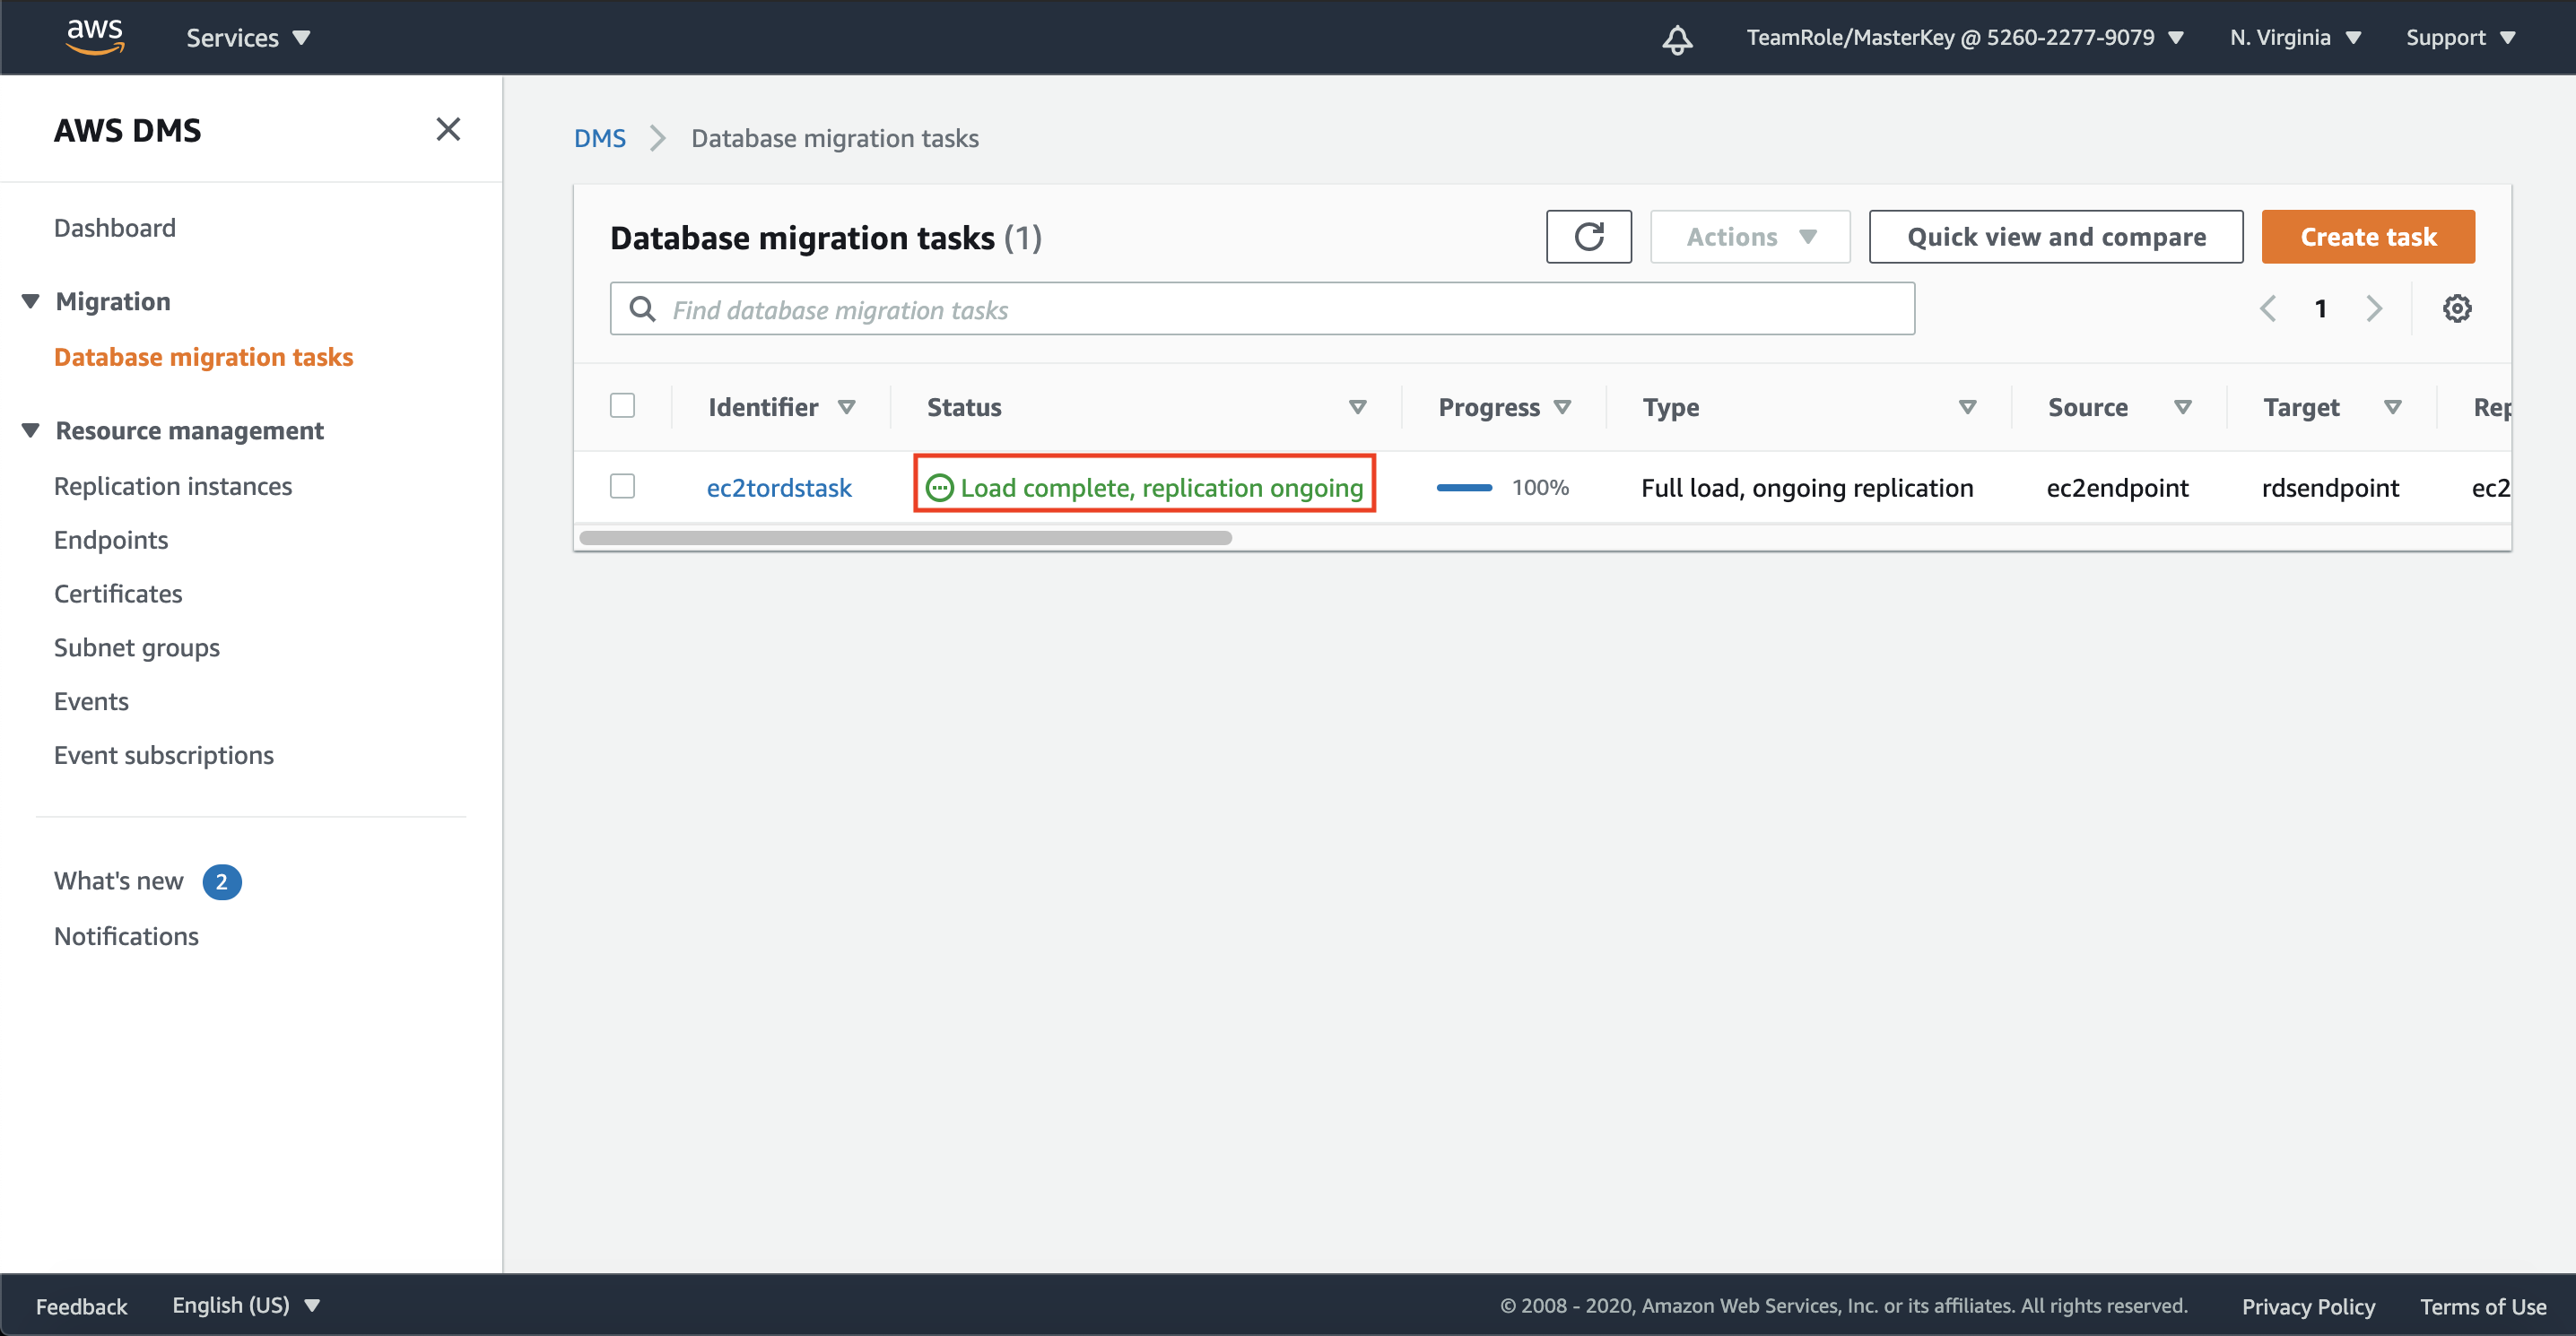 aws Services TeamRole/MasterKey @ 5260-2277-9079 N. Virginia Support
AWS DMS
Dashboard
Migration
Database migration tasks
Resource management
Replication instances
Endpoints
Certificates
Subnet groups
Events
Event subscriptions
What's new 2
Notifications
DMS Database migration tasks
Database migration tasks (1) Actions Quick view and compare Create task
Find database migration tasks 1
Identifier Status Progress Type Source Target Rep
ec2tordstask Load complete, replication ongoing 100% Full load, ongoing replication ec2endpoint rdsendpoint ec2
Feedback English (US) © 2008 - 2020, Amazon Web Services, Inc. or its affiliates. All rights reserved. Privacy Policy Terms of Use